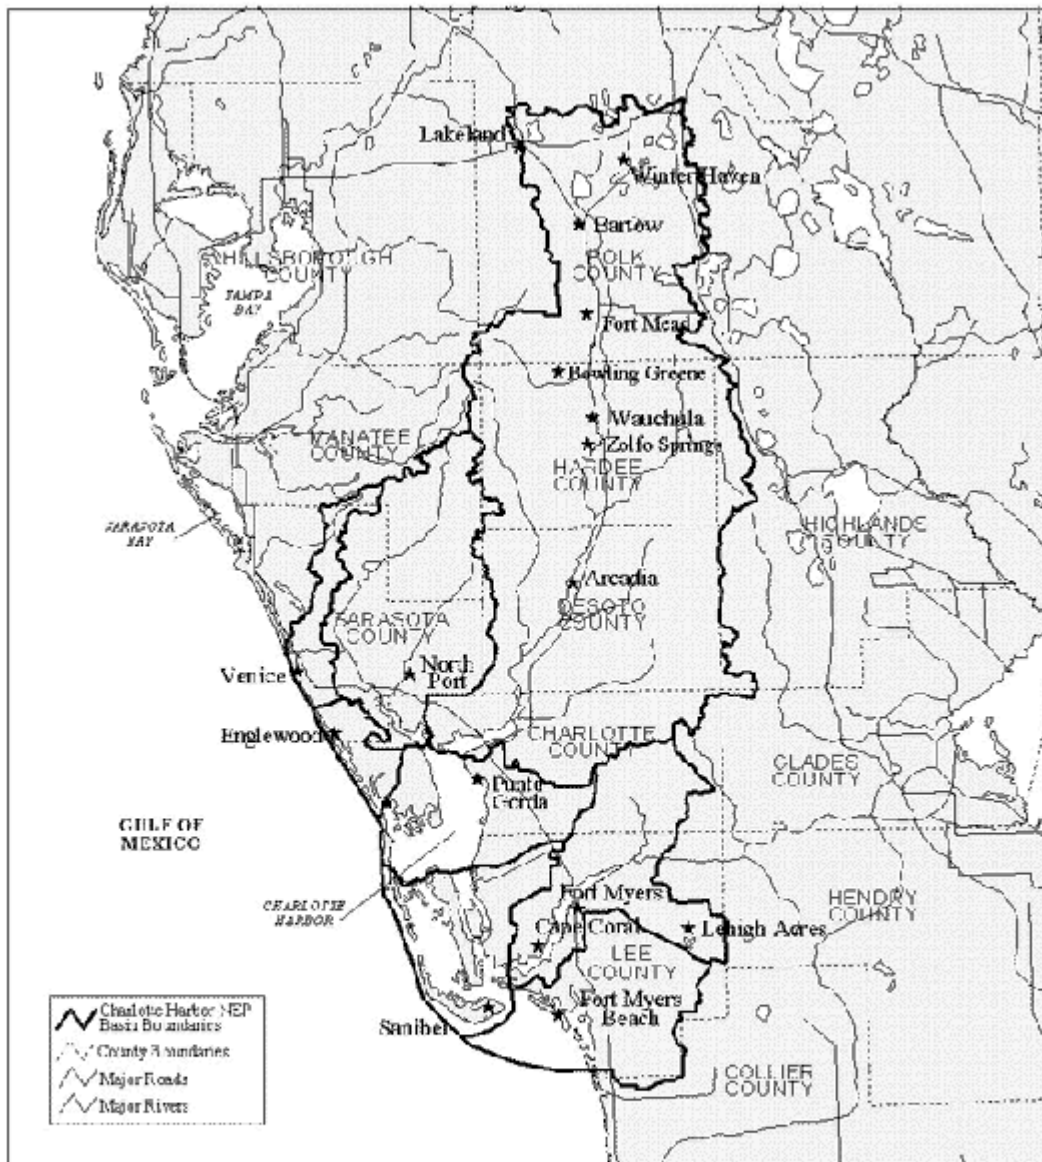 Lakeland
Winter Haven
Bartow
POLK
COUNTY
HILLSBOROUGH
COUNTY
TAMPA
BAY
Fort Mead
Bowling Greene
Wauchula
Zolfo Springs
MANATEE
COUNTY
HARDEE
COUNTY
SARASOTA
BAY
HIGHLANDS
COUNTY
Arcadia
DESOTO
COUNTY
SARASOTA
COUNTY
Venice
North
Port
Englewood
CHARLOTTE
COUNTY
GLADES
COUNTY
Punta
Gorda
GULF OF
MEXICO
CHARLOTTE
HARBOR
Fort Myers
HENDRY
COUNTY
Cape Coral
Lehigh Acres
LEE
COUNTY
Fort Myers
Beach
Sanibel
COLLIER
COUNTY
Charlotte Harbor NEP
Basin Boundaries
County Boundaries
Major Roads
Major Rivers